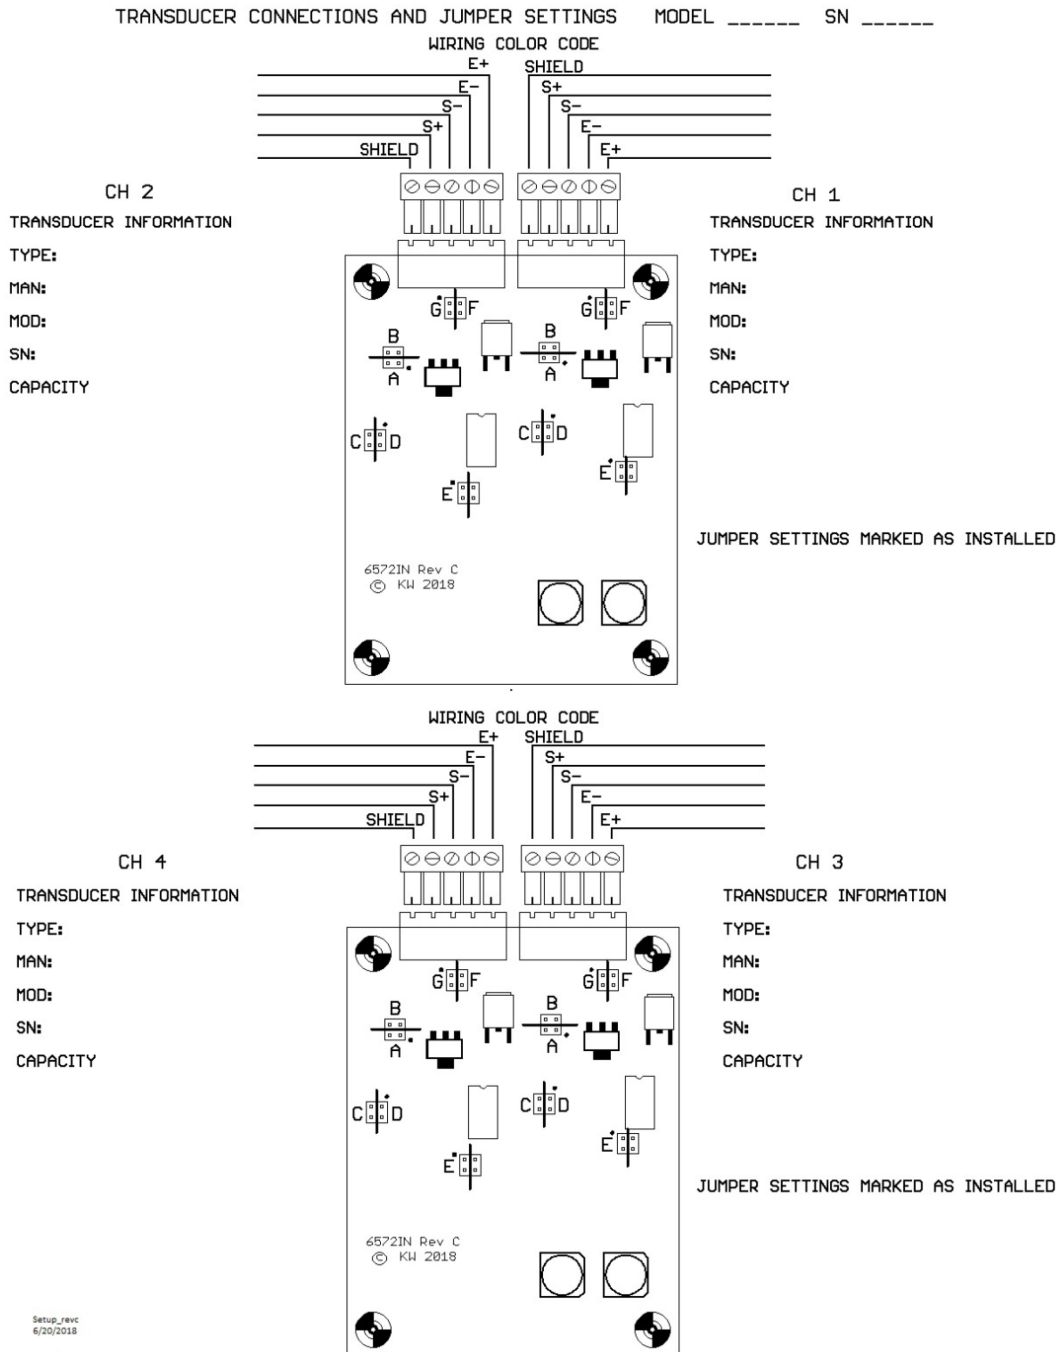 TRANSDUCER CONNECTIONS AND JUMPER SETTINGS MODEL ______ SN ______
WIRING COLOR CODE
E+ SHIELD
E- S+
S- S-
S+ E-
SHIELD E+
CH 2
CH 1
TRANSDUCER INFORMATION
TRANSDUCER INFORMATION
TYPE:
TYPE:
MAN:
MAN:
MOD:
MOD:
SN:
SN:
CAPACITY
CAPACITY
G F G F
B B
A A
C D C D
E E
JUMPER SETTINGS MARKED AS INSTALLED
6572IN Rev C
© KW 2018
WIRING COLOR CODE
E+ SHIELD
E- S+
S- S-
S+ E-
SHIELD E+
CH 4
CH 3
TRANSDUCER INFORMATION
TRANSDUCER INFORMATION
TYPE:
TYPE:
MAN:
MAN:
MOD:
MOD:
SN:
SN:
CAPACITY
CAPACITY
G F G F
B B
A A
C D C D
E E
JUMPER SETTINGS MARKED AS INSTALLED
6572IN Rev C
© KW 2018
Setup_revc
6/20/2018